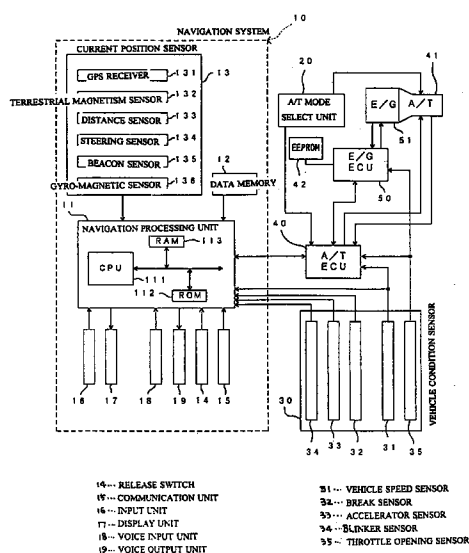 NAVIGATION SYSTEM
10
CURRENT POSITION SENSOR
GPS RECEIVER
131
13
TERRESTRIAL MAGNETISM SENSOR
132
DISTANCE SENSOR
133
STEERING SENSOR
134
BEACON SENSOR
135
GYRO-MAGNETIC SENSOR
136
12
DATA MEMORY
20
A/T MODE
SELECT UNIT
41
E/G
A/T
51
EEPROM
42
E/G
ECU
50
11
NAVIGATION PROCESSING UNIT
RAM
113
CPU
111
112
ROM
40
A/T
ECU
VEHICLE CONDITION SENSOR
30
16
17
18
19
14
15
34
33
32
31
35
14··· RELEASE SWITCH
15··· COMMUNICATION UNIT
16··· INPUT UNIT
17··· DISPLAY UNIT
18··· VOICE INPUT UNIT
19··· VOICE OUTPUT UNIT
31··· VEHICLE SPEED SENSOR
32··· BREAK SENSOR
33··· ACCELERATOR SENSOR
34··· BLINKER SENSOR
35··· THROTTLE OPENING SENSOR